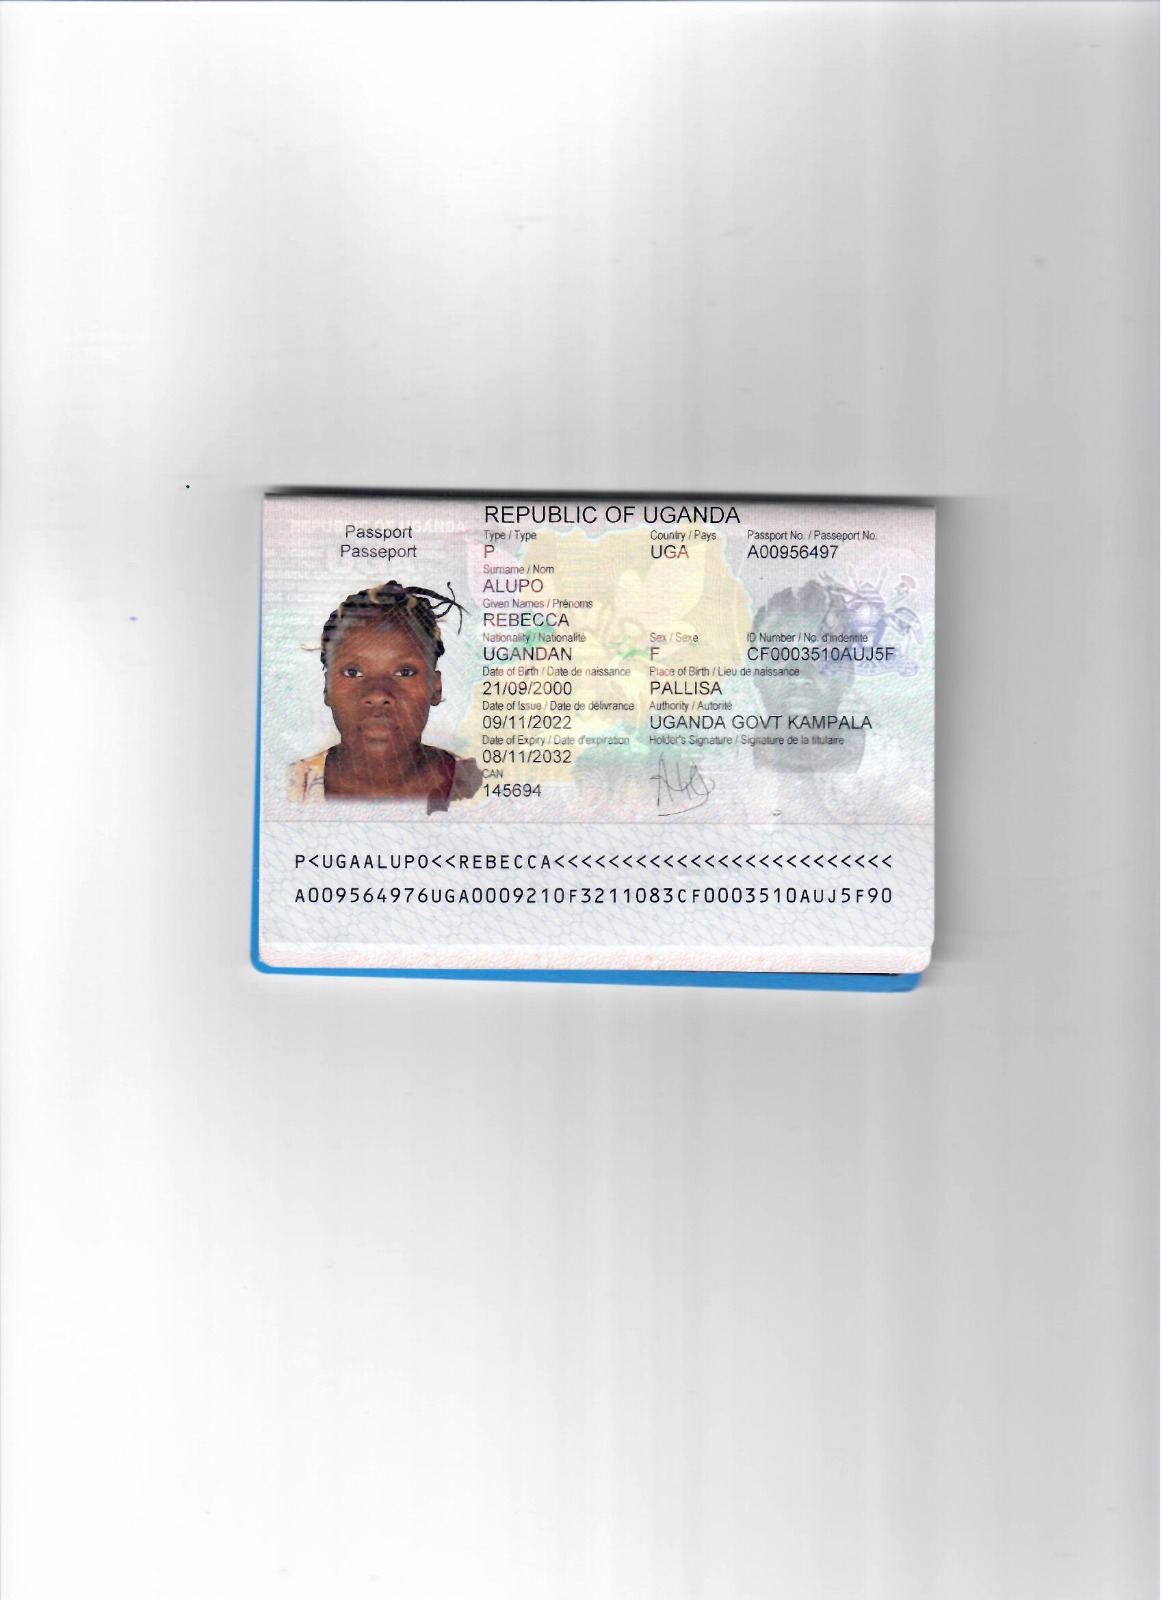 REPUBLIC OF UGANDA
Passport
Passeport
Type / Type
Country / Pays
Passport No. / Passeport No.
P
UGA
A00956497
Surname / Nom
ALUPO
Given Names / Prénoms
REBECCA
Nationality / Nationalité
Sex / Sexe
ID Number / No. d'indentité
UGANDAN
F
CF0003510AUJ5F
Date of Birth / Date de naissance
Place of Birth / Lieu de naissance
21/09/2000
PALLISA
Date of Issue / Date de délivrance
Authority / Autorité
09/11/2022
UGANDA GOVT KAMPALA
Date of Expiry / Date d'expiration
Holder's Signature / Signature de la titulaire
08/11/2032
CAN
145694
P<UGAALUPO<<REBECCA<<<<<<<<<<<<<<<<<<<<<<<<<
A009564976UGA0009210F3211083CF0003510AUJ5F90